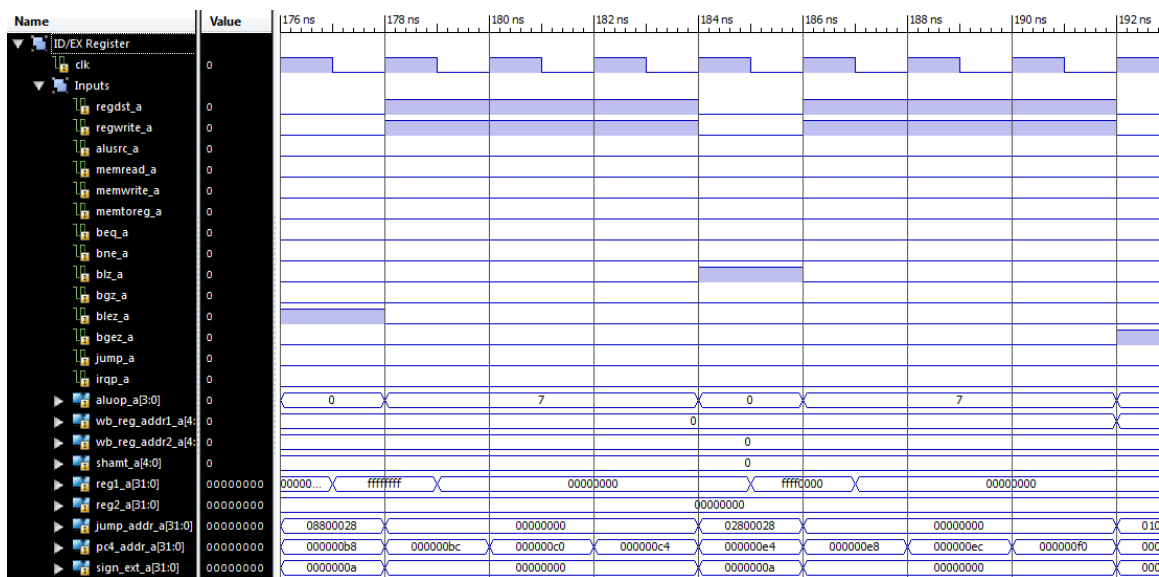 Name Value 176 ns 178 ns 180 ns 182 ns 184 ns 186 ns 188 ns 190 ns 192 ns
ID/EX Register
clk 0
Inputs
regdst_a 0
regwrite_a 0
alusrc_a 0
memread_a 0
memwrite_a 0
memtoreg_a 0
beq_a 0
bne_a 0
blz_a 0
bgz_a 0
blez_a 0
bgez_a 0
jump_a 0
irqp_a 0
aluop_a[3:0] 0 0 7 0 7
wb_reg_addr1_a[4: 0 0
wb_reg_addr2_a[4: 0 0
shamt_a[4:0] 0 0
reg1_a[31:0] 00000000 00000... ffffffff 00000000 ffff0000 00000000
reg2_a[31:0] 00000000 00000000
jump_addr_a[31:0] 00000000 08800028 00000000 02800028 00000000 010
pc4_addr_a[31:0] 00000000 000000b8 000000bc 000000c0 000000c4 000000e4 000000e8 000000ec 000000f0 000
sign_ext_a[31:0] 00000000 0000000a 00000000 0000000a 00000000 000